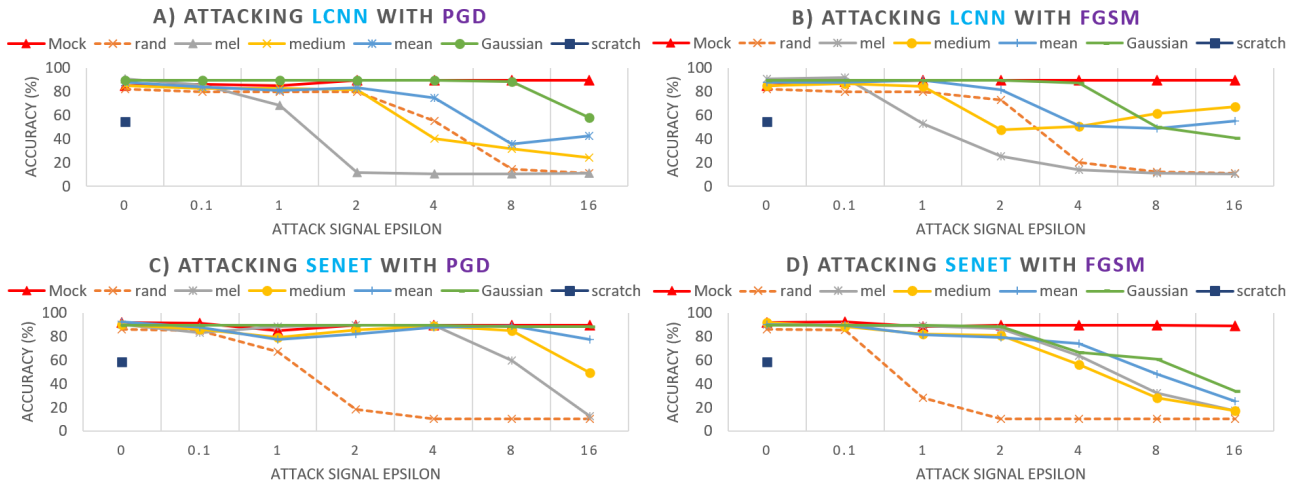 A) ATTACKING LCNN WITH PGD
Mock rand mel medium mean Gaussian scratch
ACCURACY (%)
100
80
60
40
20
0
0 0.1 1 2 4 8 16
ATTACK SIGNAL EPSILON
B) ATTACKING LCNN WITH FGSM
Mock rand mel medium mean Gaussian scratch
ACCURACY (%)
100
80
60
40
20
0
0 0.1 1 2 4 8 16
ATTACK SIGNAL EPSILON
C) ATTACKING SENET WITH PGD
Mock rand mel medium mean Gaussian scratch
ACCURACY (%)
100
80
60
40
20
0
0 0.1 1 2 4 8 16
ATTACK SIGNAL EPSILON
D) ATTACKING SENET WITH FGSM
Mock rand mel medium mean Gaussian scratch
ACCURACY (%)
100
80
60
40
20
0
0 0.1 1 2 4 8 16
ATTACK SIGNAL EPSILON